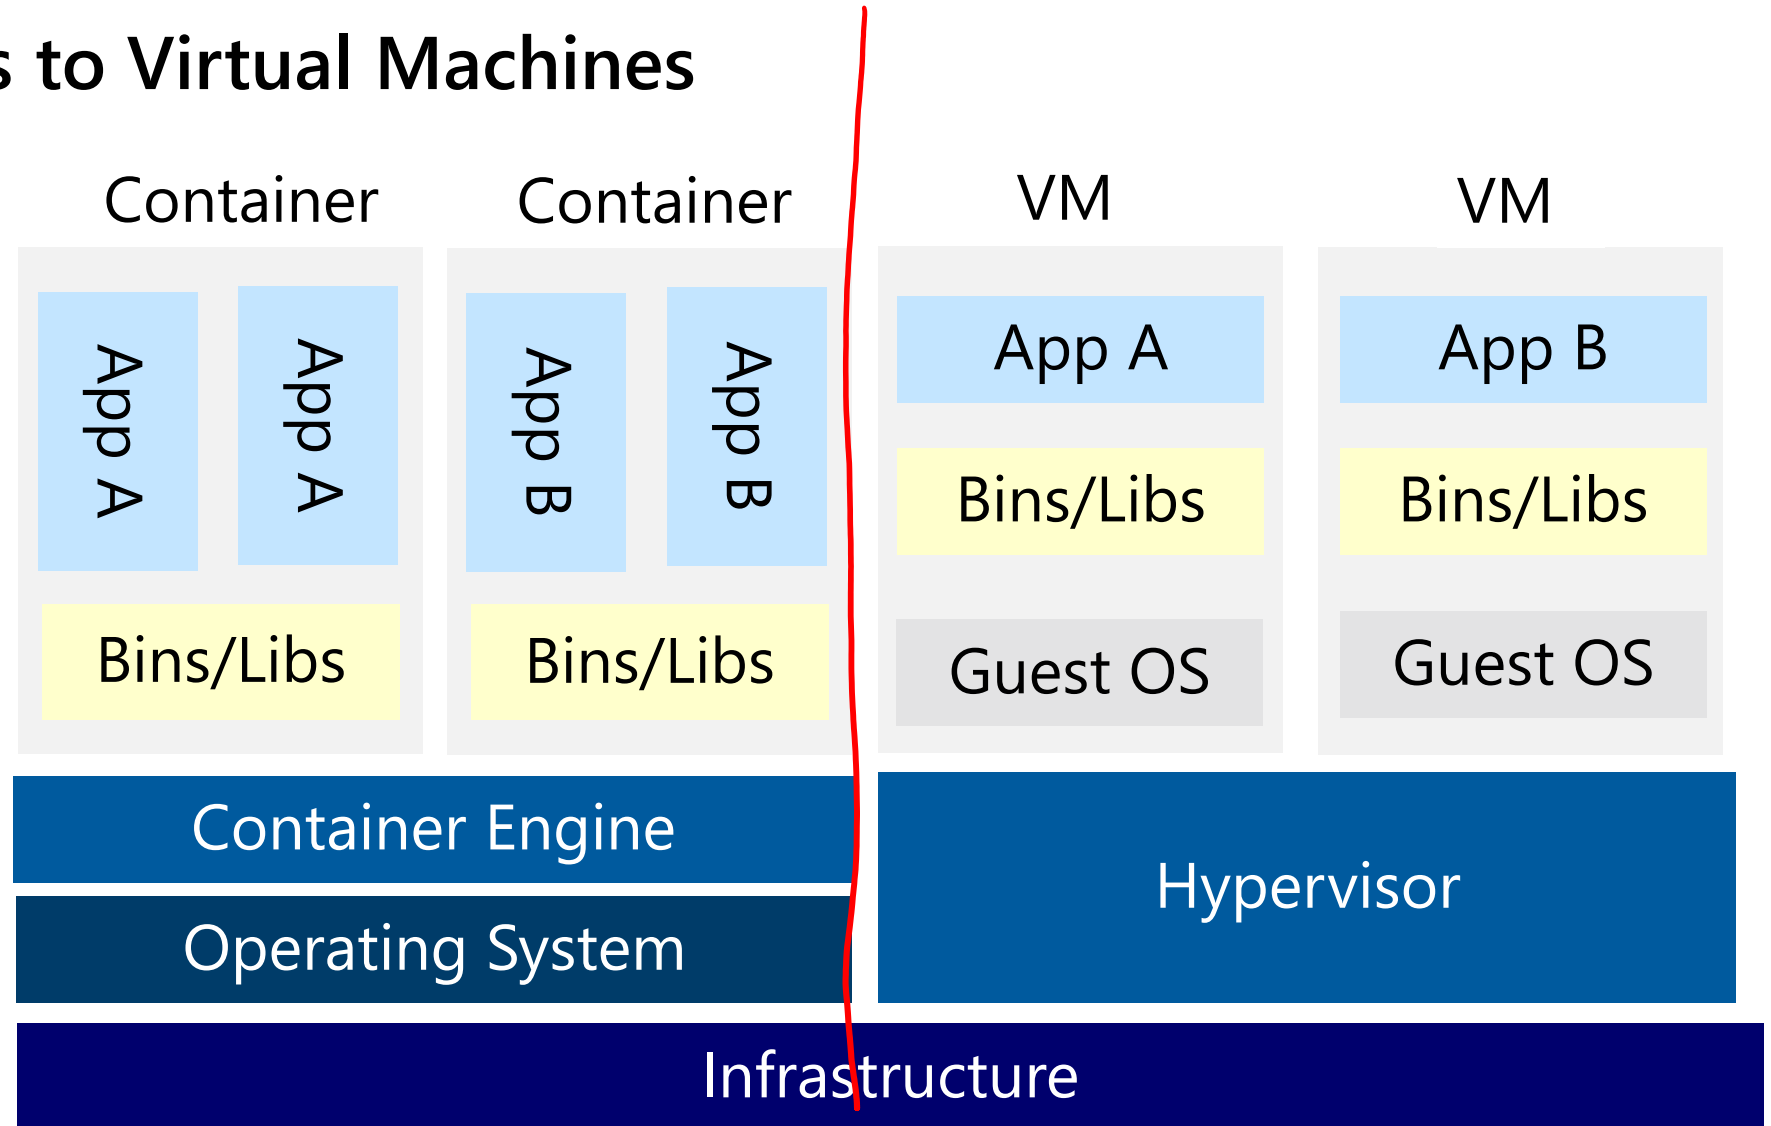 s to Virtual Machines
Container
Container
VM
VM
App A
App A
App B
App B
App A
App B
Bins/Libs
Bins/Libs
Bins/Libs
Bins/Libs
Guest OS
Guest OS
Container Engine
Operating System
Hypervisor
Infrastructure